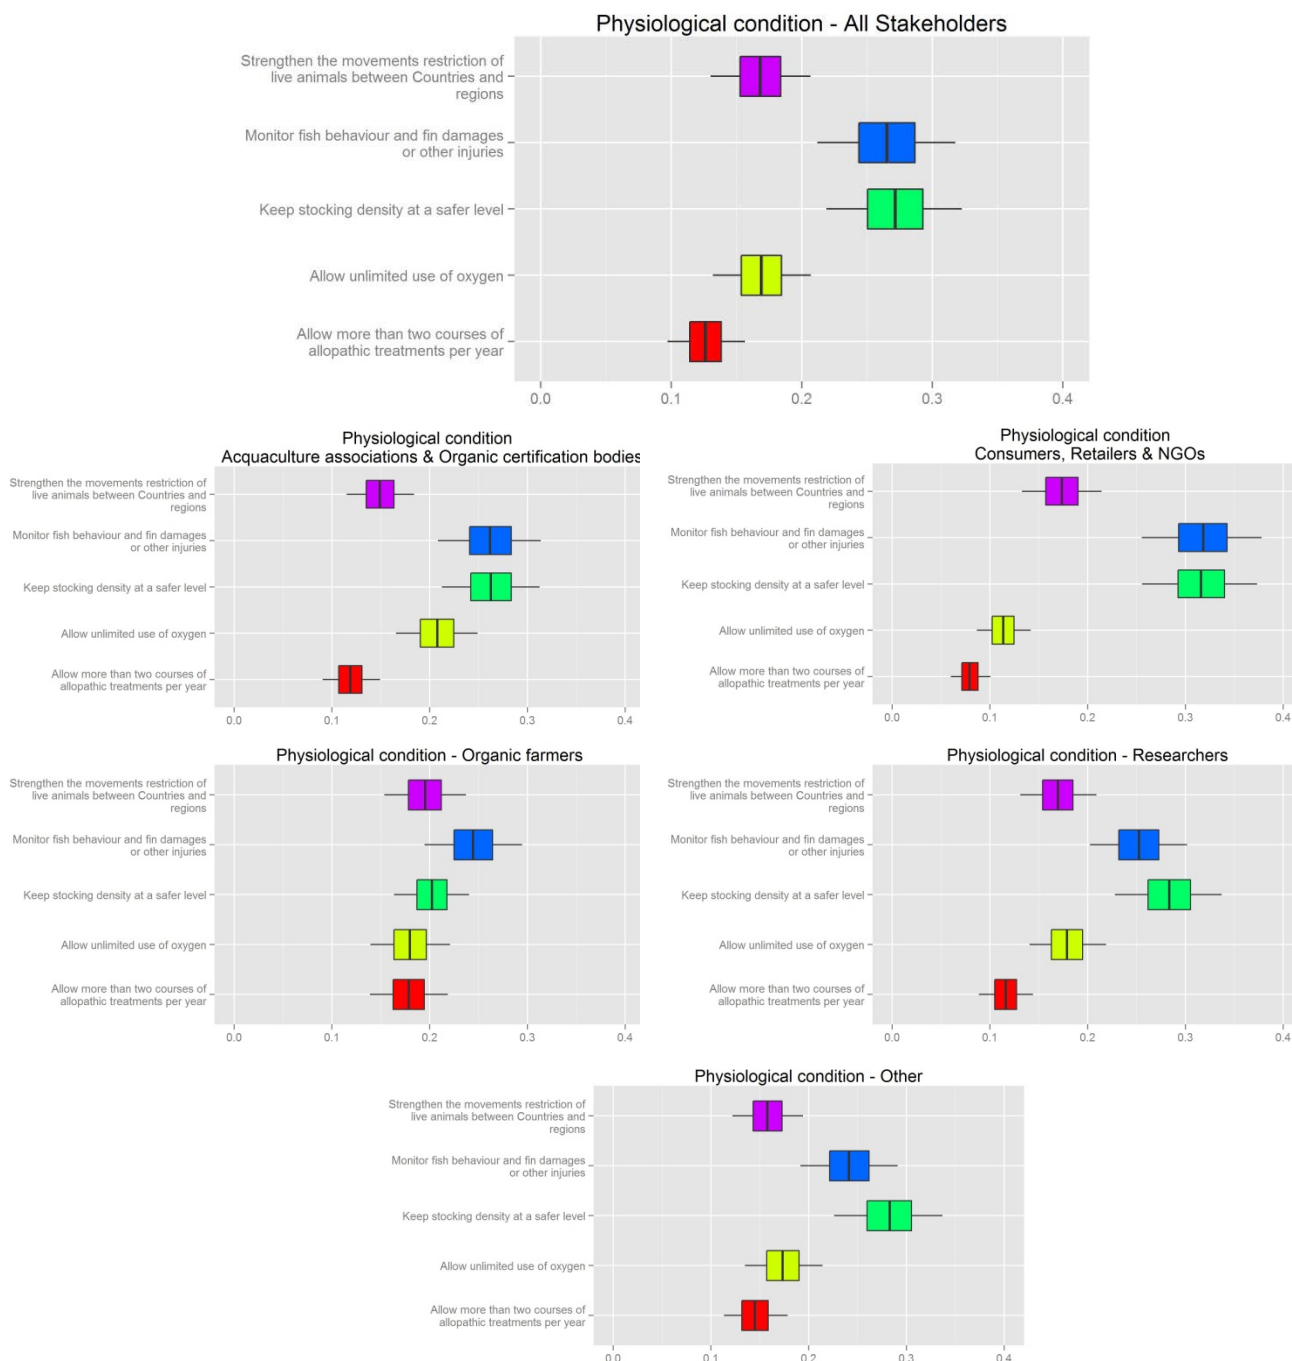 Physiological condition - All Stakeholders
Strengthen the movements restriction of
live animals between Countries and
regions
Monitor fish behaviour and fin damages
or other injuries
Keep stocking density at a safer level
Allow unlimited use of oxygen
Allow more than two courses of
allopathic treatments per year
0.0 0.1 0.2 0.3 0.4
Physiological condition
Acquaculture associations & Organic certification bodies
Strengthen the movements restriction of
live animals between Countries and
regions
Monitor fish behaviour and fin damages
or other injuries
Keep stocking density at a safer level
Allow unlimited use of oxygen
Allow more than two courses of
allopathic treatments per year
0.0 0.1 0.2 0.3 0.4
Physiological condition
Consumers, Retailers & NGOs
Strengthen the movements restriction of
live animals between Countries and
regions
Monitor fish behaviour and fin damages
or other injuries
Keep stocking density at a safer level
Allow unlimited use of oxygen
Allow more than two courses of
allopathic treatments per year
0.0 0.1 0.2 0.3 0.4
Physiological condition - Organic farmers
Strengthen the movements restriction of
live animals between Countries and
regions
Monitor fish behaviour and fin damages
or other injuries
Keep stocking density at a safer level
Allow unlimited use of oxygen
Allow more than two courses of
allopathic treatments per year
0.0 0.1 0.2 0.3 0.4
Physiological condition - Researchers
Strengthen the movements restriction of
live animals between Countries and
regions
Monitor fish behaviour and fin damages
or other injuries
Keep stocking density at a safer level
Allow unlimited use of oxygen
Allow more than two courses of
allopathic treatments per year
0.0 0.1 0.2 0.3 0.4
Physiological condition - Other
Strengthen the movements restriction of
live animals between Countries and
regions
Monitor fish behaviour and fin damages
or other injuries
Keep stocking density at a safer level
Allow unlimited use of oxygen
Allow more than two courses of
allopathic treatments per year
0.0 0.1 0.2 0.3 0.4